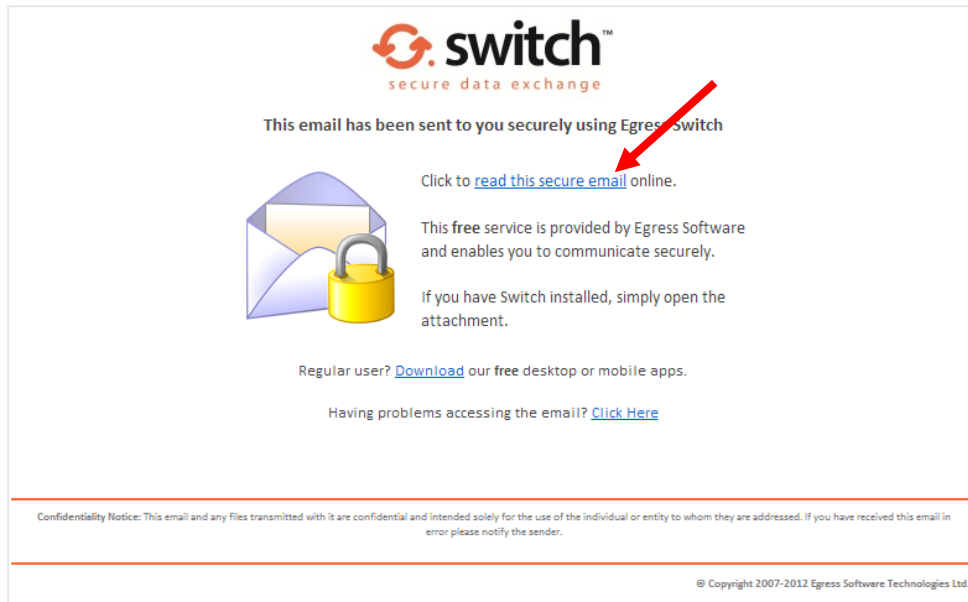 switch™
secure data exchange
This email has been sent to you securely using Egress Switch
Click to read this secure email online.
This free service is provided by Egress Software
and enables you to communicate securely.
If you have Switch installed, simply open the
attachment.
Regular user? Download our free desktop or mobile apps.
Having problems accessing the email? Click Here
Confidentiality Notice: This email and any files transmitted with it are confidential and intended solely for the use of the individual or entity to whom they are addressed. If you have received this email in
error please notify the sender.
© Copyright 2007-2012 Egress Software Technologies Ltd.